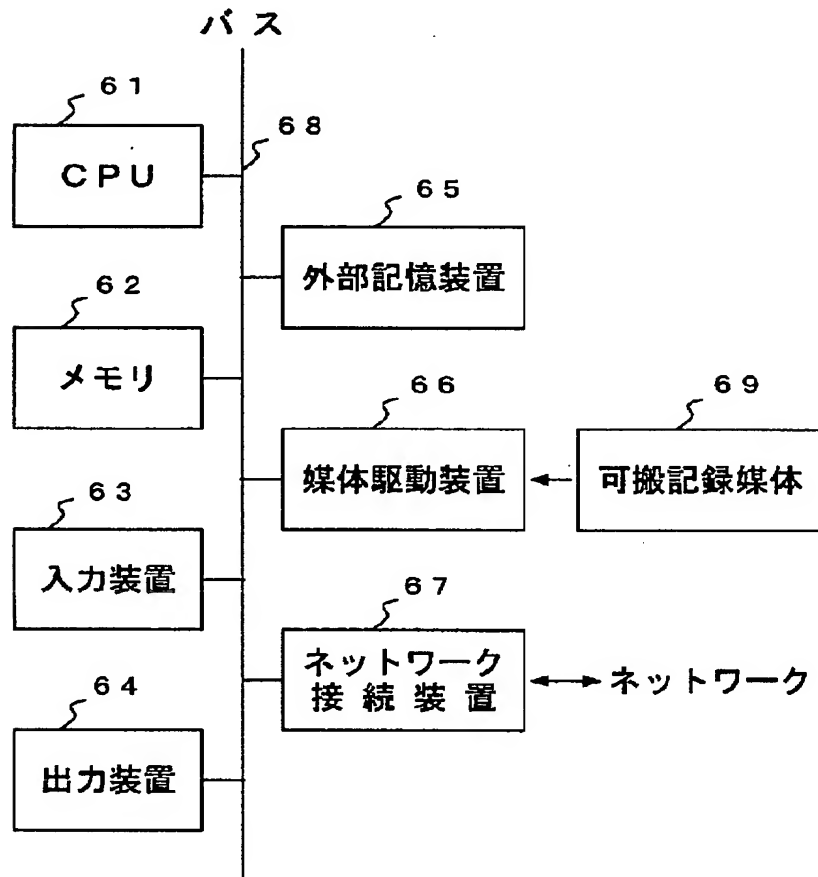 バス
61
68
CPU
65
外部記憶装置
62
メモリ
66
69
媒体駆動装置
可搬記録媒体
63
入力装置
67
ネットワーク
接続装置
ネットワーク
64
出力装置